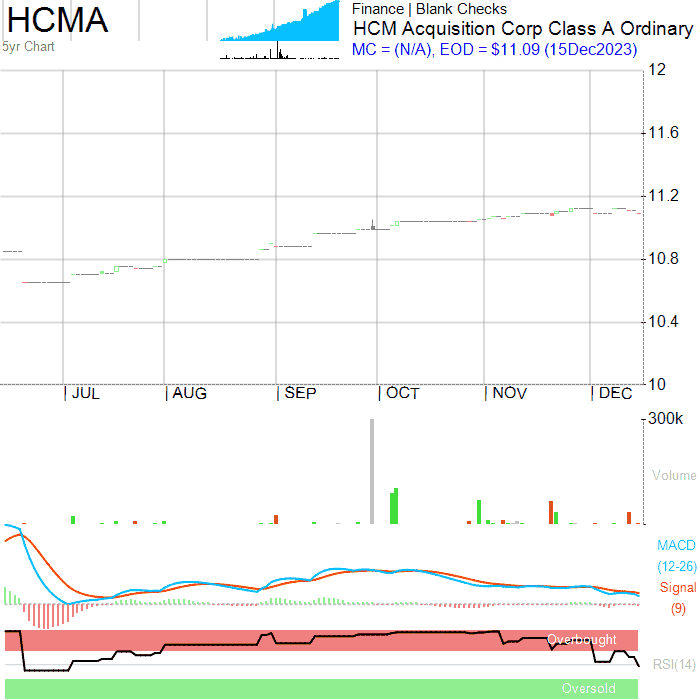 HCMA
5yr Chart
Finance | Blank Checks
HCM Acquisition Corp Class A Ordinary
MC = (N/A), EOD = $11.09 (15Dec2023)
12
11.6
11.2
10.8
10.4
10
| JUL | AUG | SEP | OCT | NOV | DEC
300k
Volume
MACD
(12-26)
Signal
(9)
Overbought
RSI(14)
Oversold